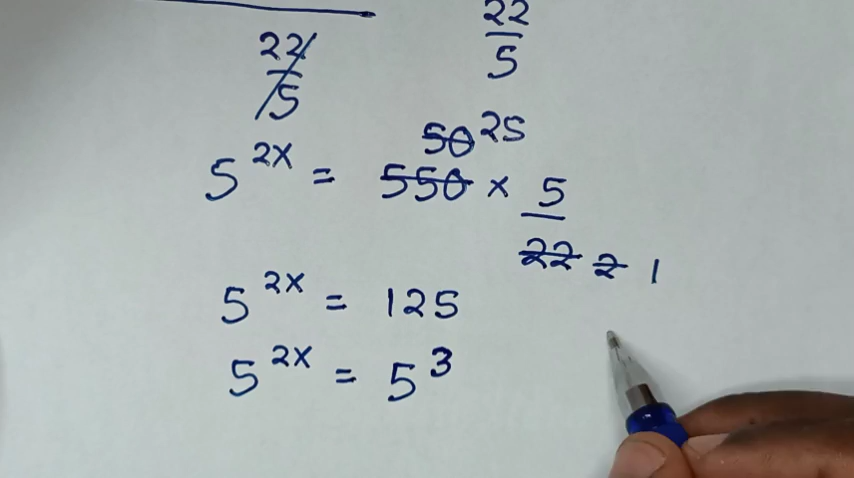 22/5 22/5
50 25
5^2x = 550 × 5/22 2 1
5^2x = 125
5^2x = 5^3